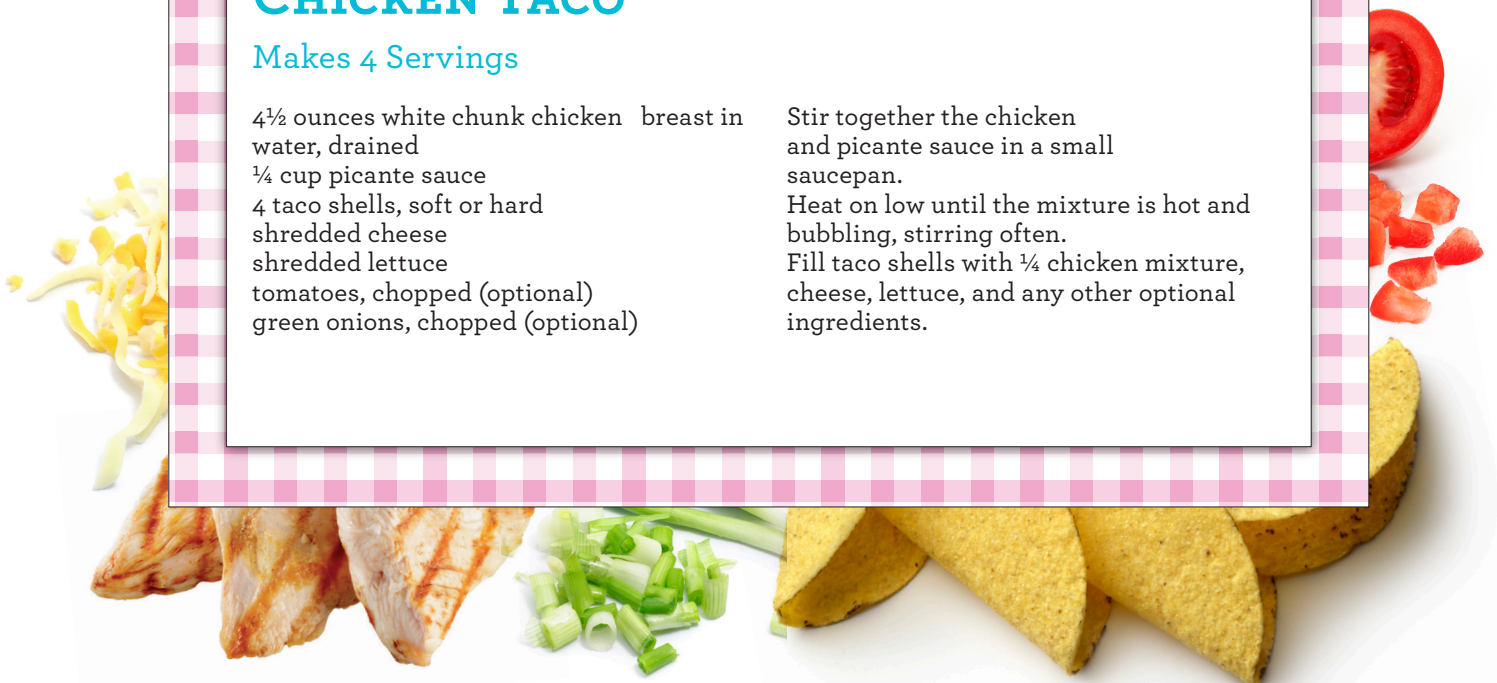 CHICKEN TACO
Makes 4 Servings
4½ ounces white chunk chicken breast in
water, drained
¼ cup picante sauce
4 taco shells, soft or hard
shredded cheese
shredded lettuce
tomatoes, chopped (optional)
green onions, chopped (optional)
Stir together the chicken
and picante sauce in a small
saucepan.
Heat on low until the mixture is hot and
bubbling, stirring often.
Fill taco shells with ¼ chicken mixture,
cheese, lettuce, and any other optional
ingredients.